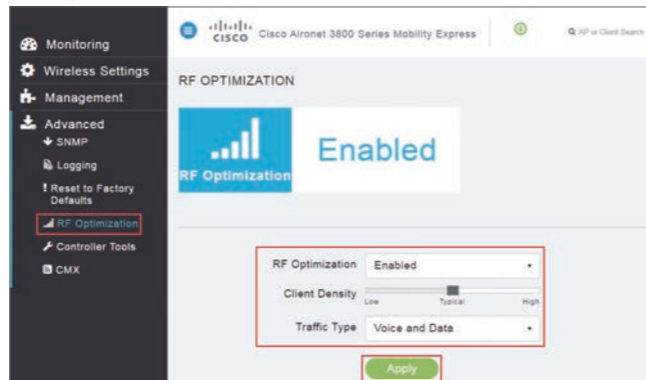 Monitoring
Wireless Settings
Management
Advanced
SNMP
Logging
Reset to Factory
Defaults
RF Optimization
Controller Tools
CMX
CISCO Cisco Aironet 3800 Series Mobility Express
AP or Client Search
RF OPTIMIZATION
RF Optimization
Enabled
RF Optimization Enabled
Client Density
Low Typical High
Traffic Type Voice and Data
Apply